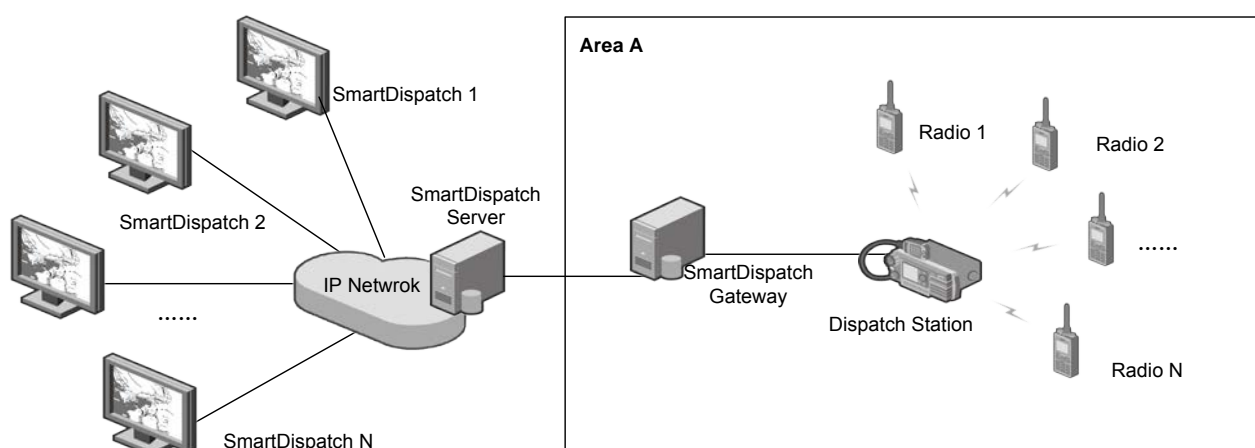 Area A
SmartDispatch 1
Radio 1
Radio 2
SmartDispatch
Server
SmartDispatch 2
IP Netwrok
SmartDispatch
Gateway
......
......
Dispatch Station
Radio N
SmartDispatch N